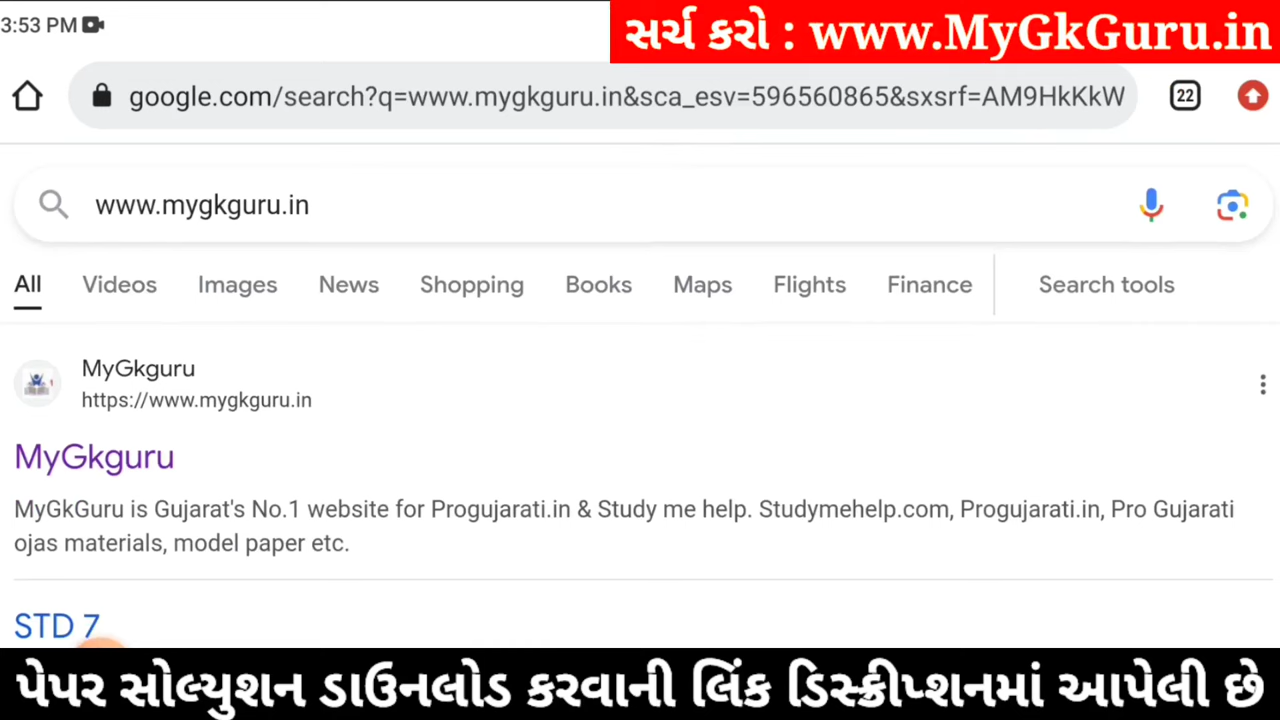 3:53 PM
સર્ચ કરો : www.MyGkGuru.in
google.com/search?q=www.mygkguru.in&sca_esv=596560865&sxsrf=AM9HkKkW
22
www.mygkguru.in
All Videos Images News Shopping Books Maps Flights Finance Search tools
MyGkguru
https://www.mygkguru.in
MyGkguru
MyGkGuru is Gujarat's No.1 website for Progujarati.in & Study me help. Studymehelp.com, Progujarati.in, Pro Gujarati
ojas materials, model paper etc.
STD 7
પેપર સોલ્યુશન ડાઉનલોડ કરવાની લિંક ડિસ્ક્રીપ્શનમાં આપેલી છે